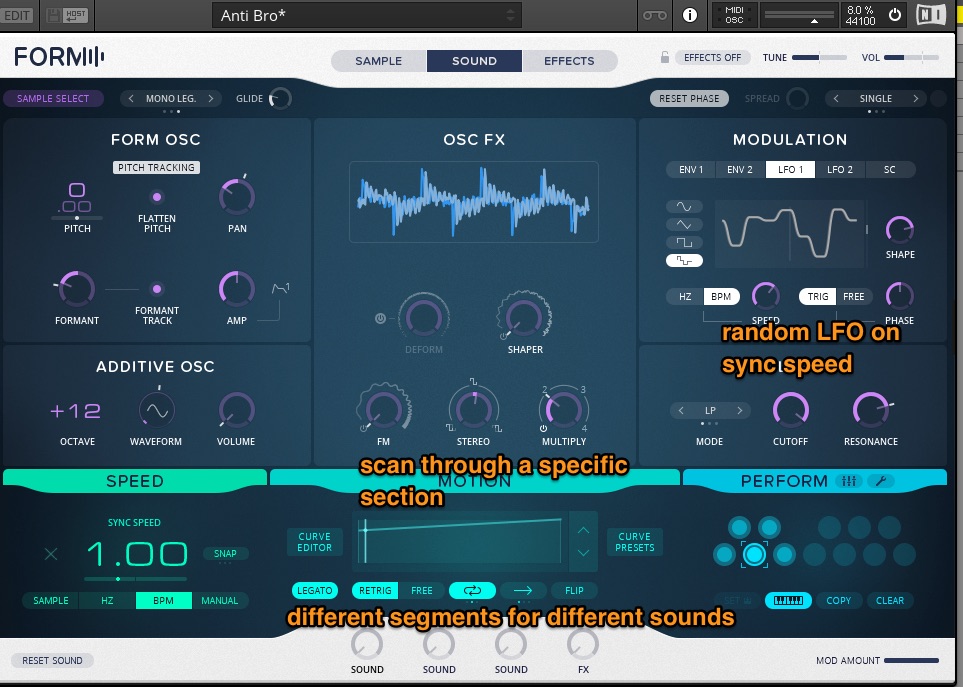 EDIT HOST Anti Bro* i MIDI OSC 8.0 % 44100 NI
FORM
SAMPLE SOUND EFFECTS
EFFECTS OFF TUNE VOL
SAMPLE SELECT < MONO LEG. > GLIDE
RESET PHASE SPREAD < SINGLE >
FORM OSC
PITCH TRACKING
.00
PITCH
FLATTEN
PITCH
PAN
FORMANT
FORMANT
TRACK
AMP
1
OSC FX
DEFORM
SHAPER
FM
STEREO
2 3
4
MULTIPLY
MODULATION
ENV 1 ENV 2 LFO 1 LFO 2 SC
SHAPE
HZ BPM TRIG FREE
SPEED
PHASE
random LFO on
sync speed
ADDITIVE OSC
+12
OCTAVE
WAVEFORM
VOLUME
< LP >
MODE
CUTOFF
RESONANCE
scan through a specific
section
SPEED
SYNC SPEED
1.00
SNAP
SAMPLE HZ BPM MANUAL
MOTION
CURVE
EDITOR
CURVE
PRESETS
LEGATO RETRIG FREE FLIP
PERFORM
SET COPY CLEAR
different segments for different sounds
RESET SOUND
SOUND SOUND SOUND FX
MOD AMOUNT